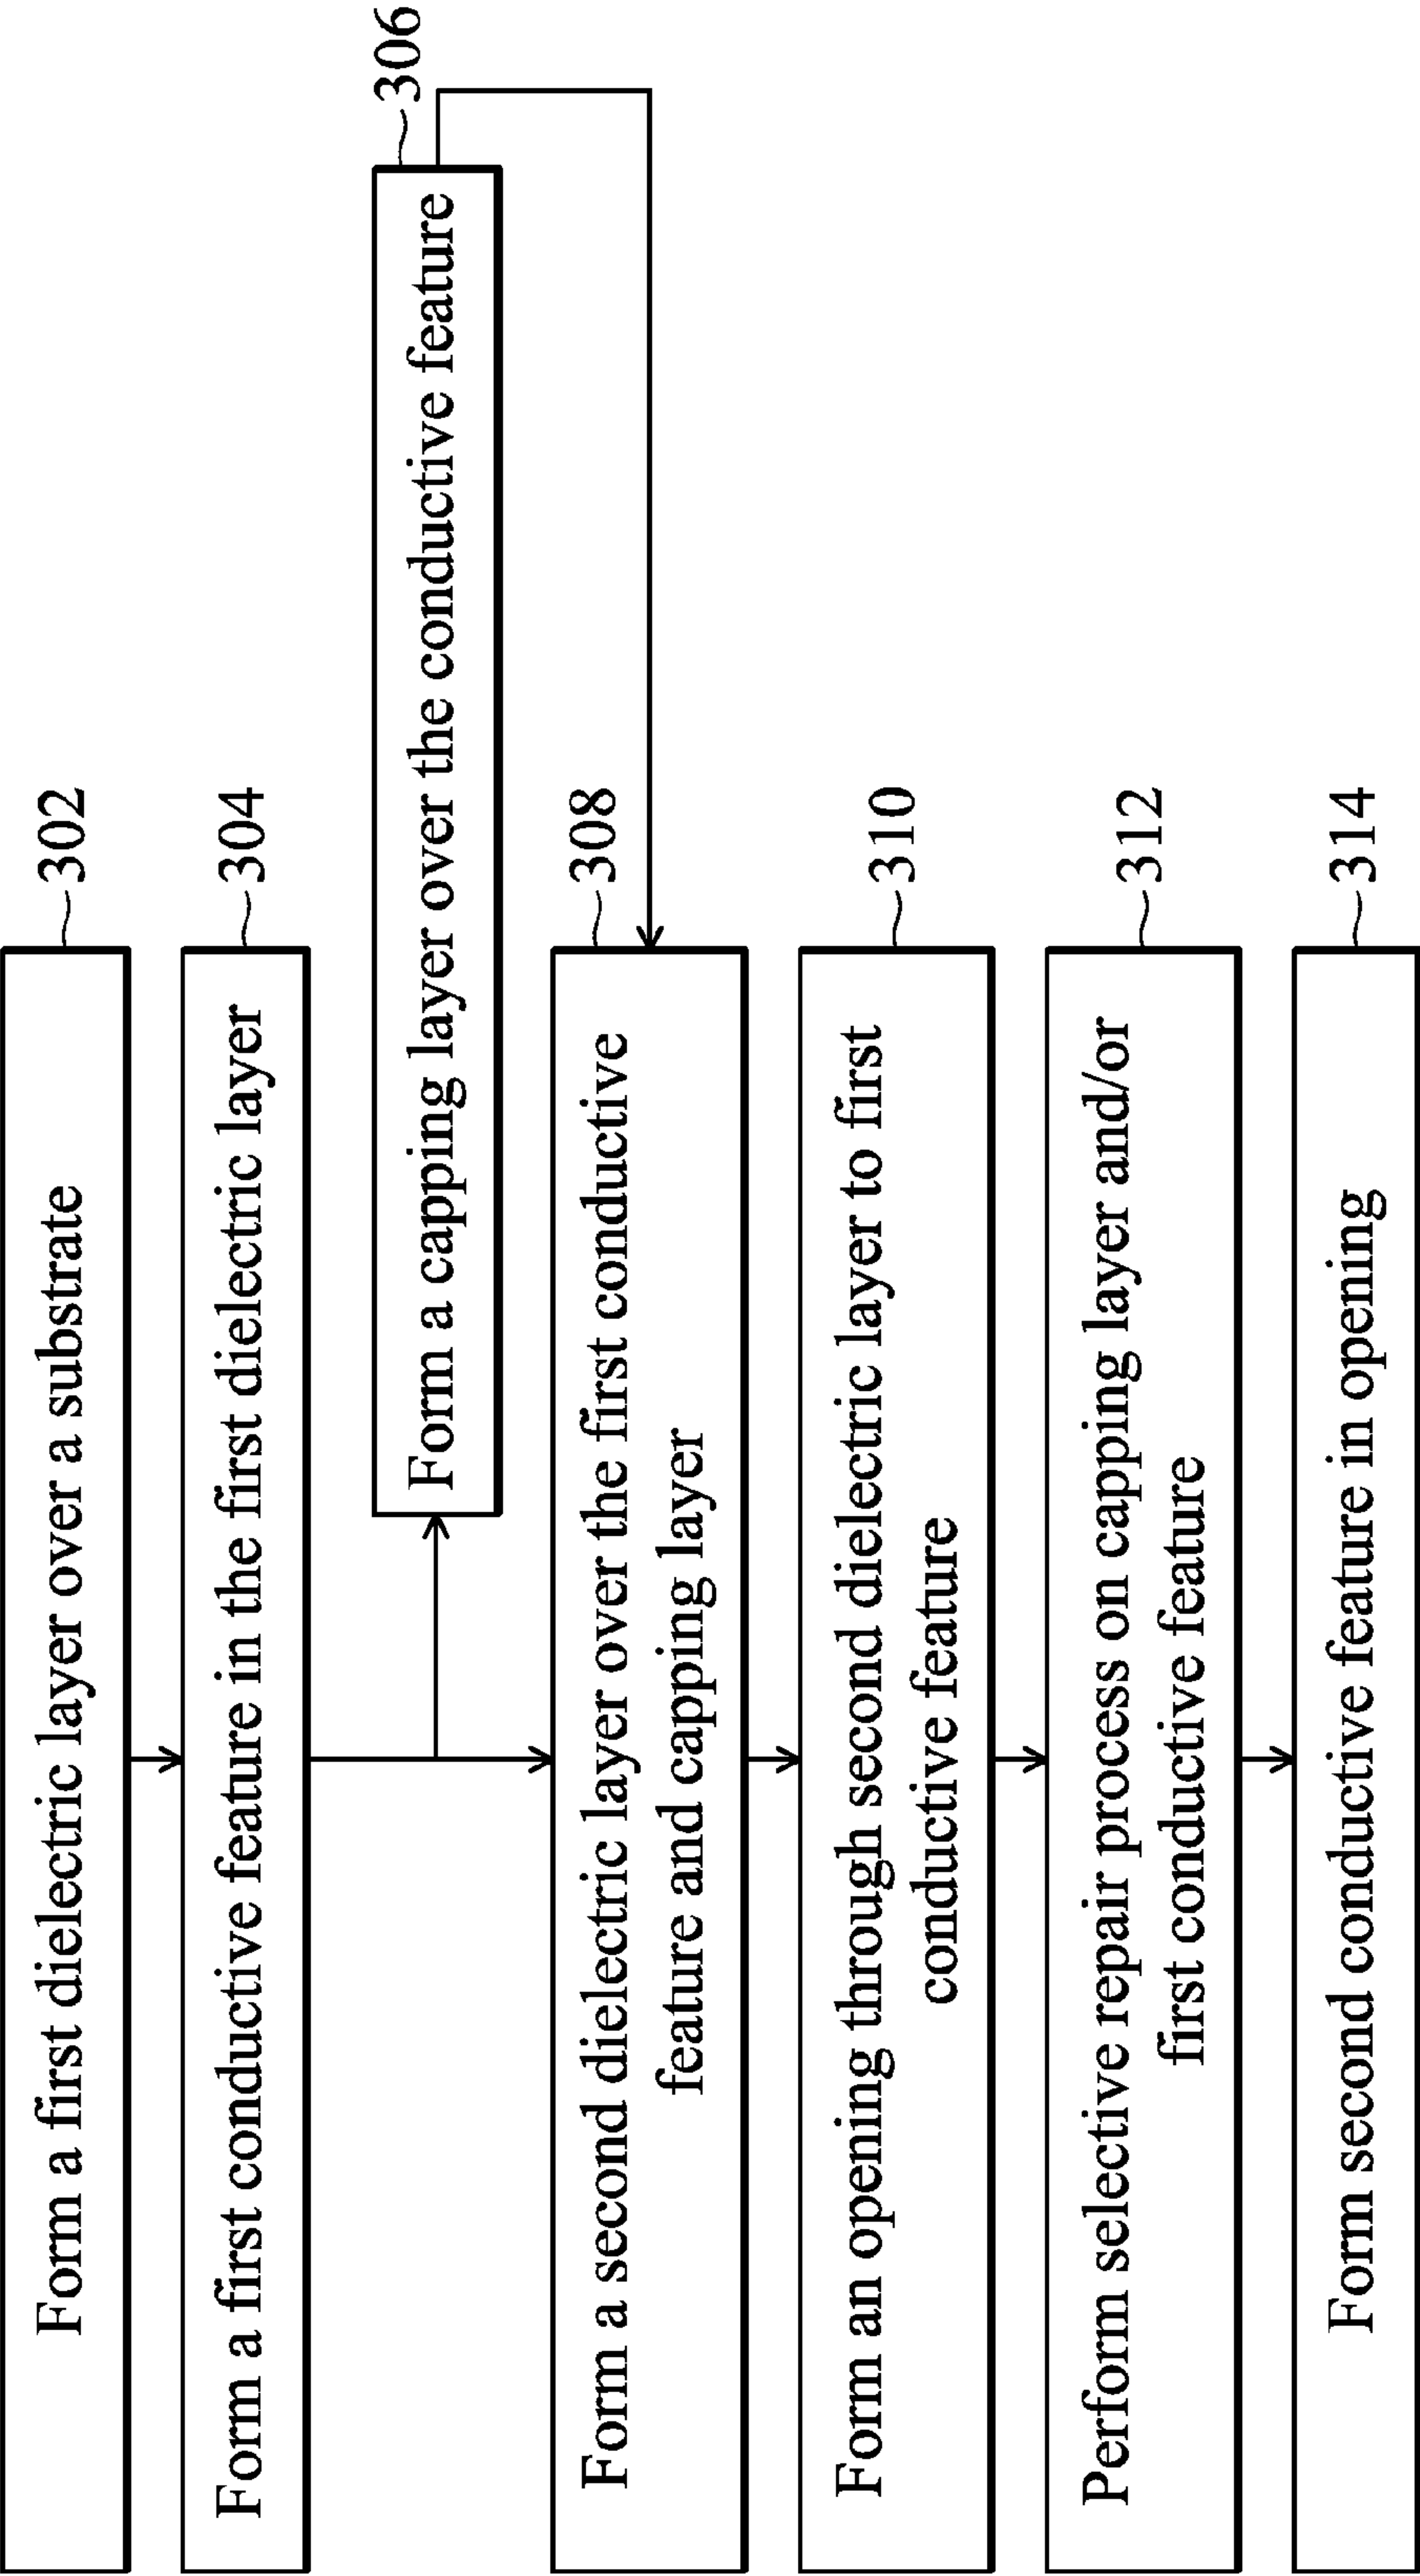 Form a first dielectric layer over a substrate
302
Form a first conductive feature in the first dielectric layer
304
Form a capping layer over the conductive feature
306
Form a second dielectric layer over the first conductive
feature and capping layer
308
Form an opening through second dielectric layer to first
conductive feature
310
Perform selective repair process on capping layer and/or
first conductive feature
312
Form second conductive feature in opening
314